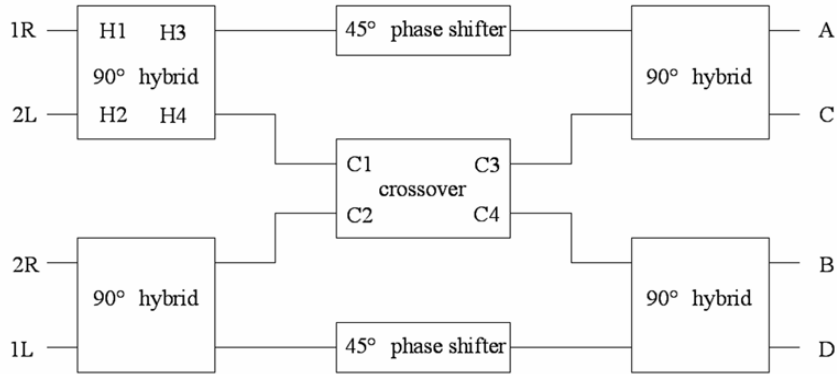 1R H1 H3 45° phase shifter A
90° hybrid 90° hybrid
2L H2 H4 C
C1 C3
crossover
C2 C4
2R B
90° hybrid 90° hybrid
1L 45° phase shifter D